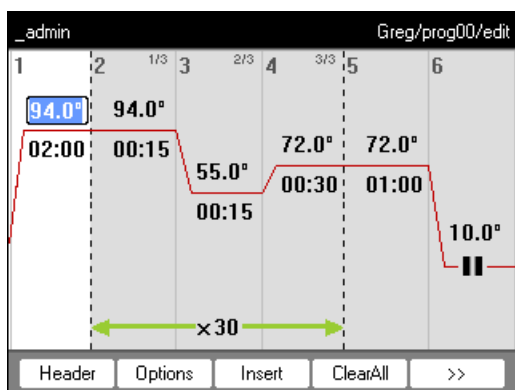 _admin Greg/prog00/edit
1 2 1/3 3 2/3 4 3/3 5 6
94.0° 94.0°
02:00 00:15
55.0°
00:15
72.0° 72.0°
00:30 01:00
10.0°
×30
Header Options Insert ClearAll >>